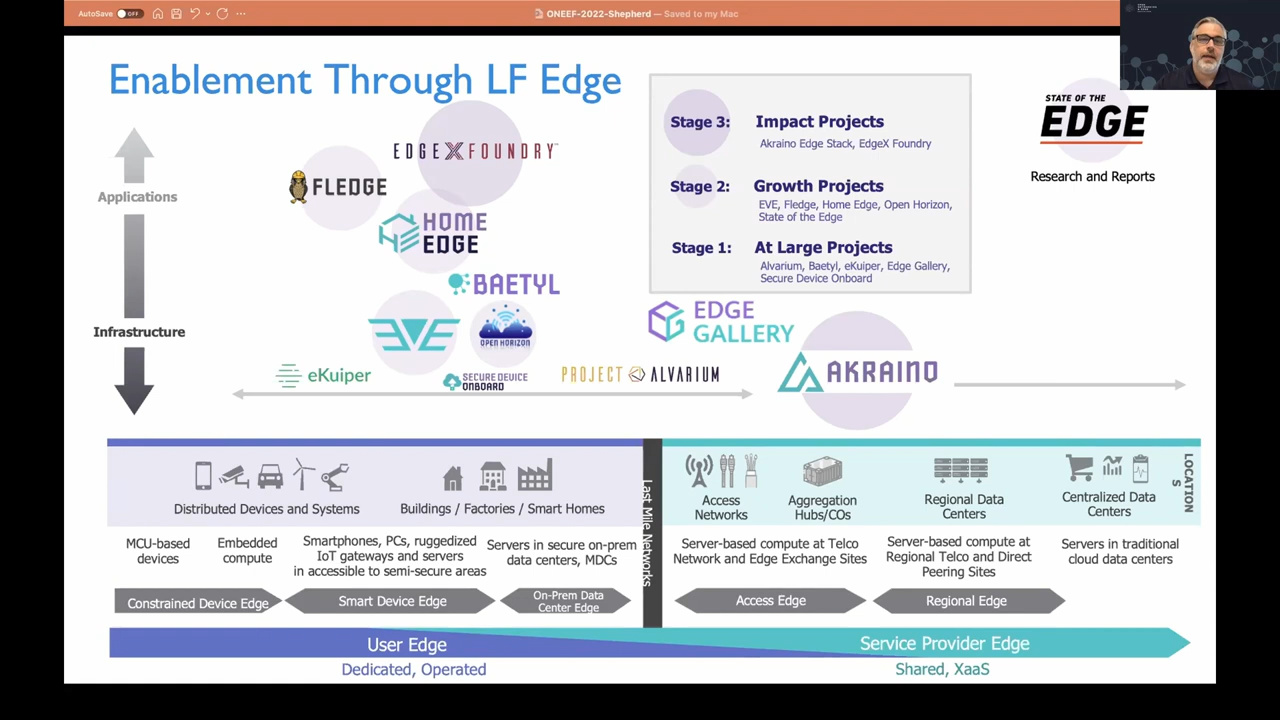 AutoSave OFF
ONEEF-2022-Shepherd — Saved to my Mac
Enablement Through LF Edge
Applications
Infrastructure
EDGE X FOUNDRY
FLEDGE
HOME
EDGE
BAETYL
EVE
OPEN HORIZON
eKuiper
SECURE DEVICE
ONBOARD
PROJECT ALVARIUM
EDGE
GALLERY
AKRAINO
Stage 3: Impact Projects
Akraino Edge Stack, EdgeX Foundry
Stage 2: Growth Projects
EVE, Fledge, Home Edge, Open Horizon,
State of the Edge
Stage 1: At Large Projects
Alvarium, Baetyl, eKuiper, Edge Gallery,
Secure Device Onboard
STATE OF THE
EDGE
Research and Reports
Distributed Devices and Systems
Buildings / Factories / Smart Homes
Last Mile Networks
Access
Networks
Aggregation
Hubs/COs
Regional Data
Centers
Centralized Data
Centers
LOCATION
S
MCU-based
devices
Embedded
compute
Smartphones, PCs, ruggedized
IoT gateways and servers
in accessible to semi-secure areas
Servers in secure on-prem
data centers, MDCs
Server-based compute at Telco
Network and Edge Exchange Sites
Server-based compute at
Regional Telco and Direct
Peering Sites
Servers in traditional
cloud data centers
Constrained Device Edge
Smart Device Edge
On-Prem Data
Center Edge
Access Edge
Regional Edge
User Edge
Service Provider Edge
Dedicated, Operated
Shared, XaaS